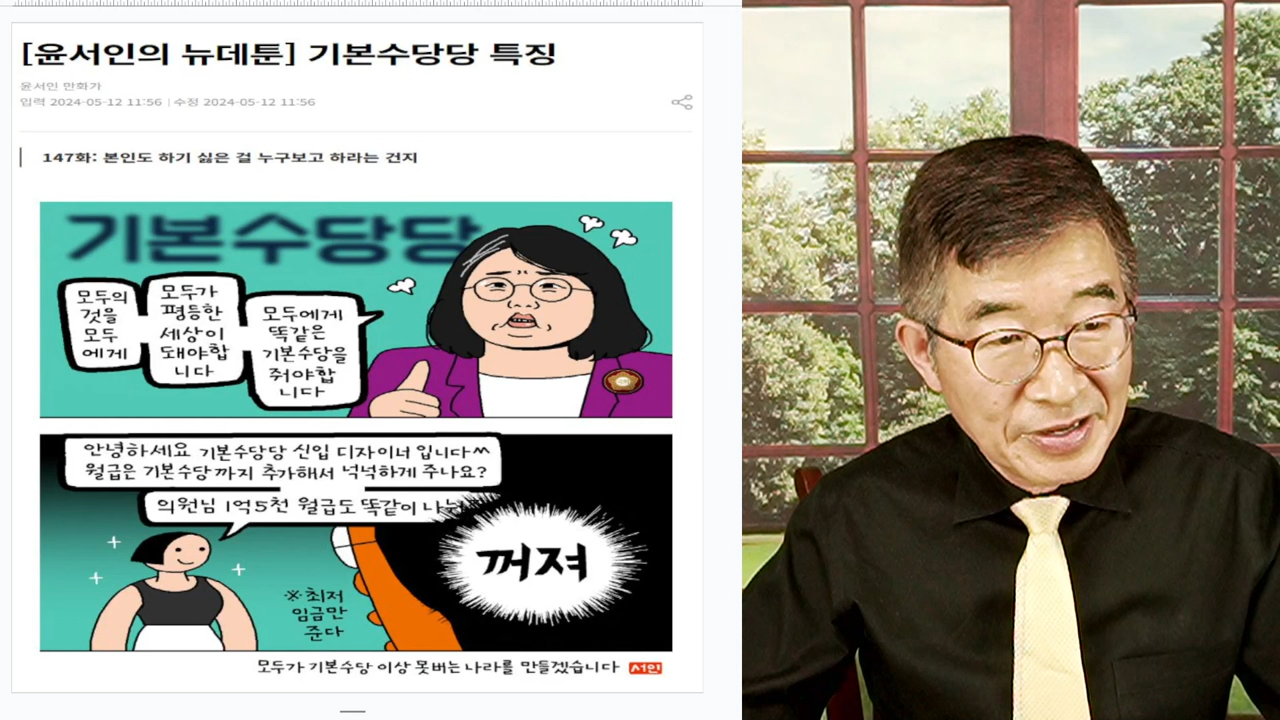 [윤서인의 뉴데툰] 기본수당당 특징
윤서인 만화가
입력 2024-05-12 11:56 | 수정 2024-05-12 11:56
147화: 본인도 하기 싫은 걸 누구보고 하라는 건지
기본수당당
모두의
것을
모두
에게
모두가
평등한
세상이
돼야합
니다
모두에게
똑같은
기본수당을
줘야합
니다
안녕하세요 기본수당당 신입 디자이너 입니다^^
월급은 기본수당까지 추가해서 넉넉하게 주나요?
의원님 1억5천 월급도 똑같이
꺼져
※최저
임금만
준다
모두가 기본수당 이상 못버는 나라를 만들겠습니다 서인